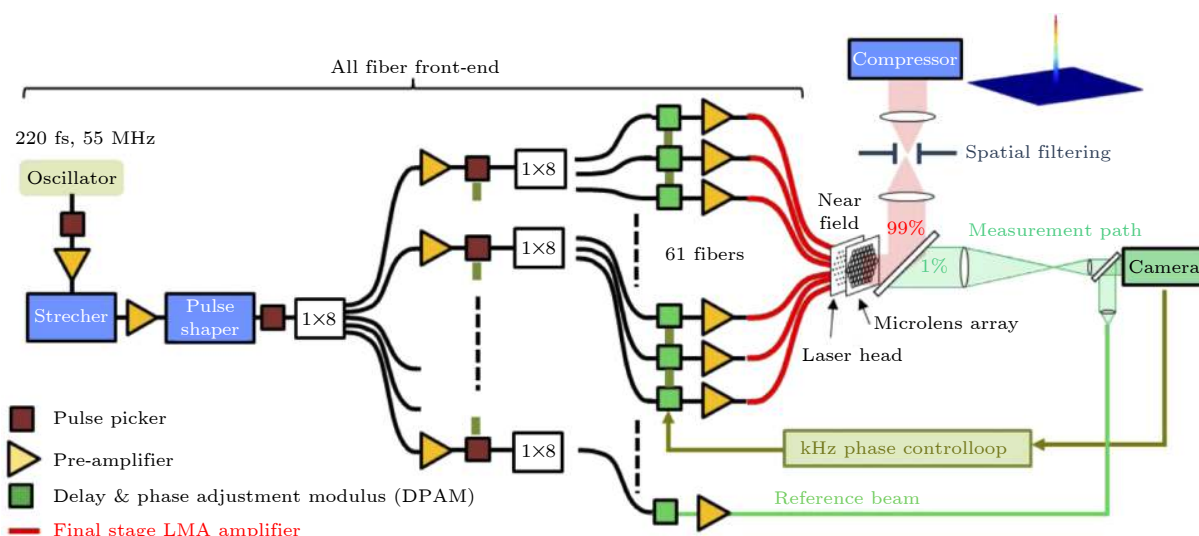 All fiber front-end
220 fs, 55 MHz
Oscillator
Strecher
Pulse
shaper
1×8
1×8
1×8
1×8
61 fibers
Near
field
Compressor
Spatial filtering
99%
1%
Measurement path
Camera
Microlens array
Laser head
kHz phase controlloop
Reference beam
Pulse picker
Pre-amplifier
Delay & phase adjustment modulus (DPAM)
Final stage LMA amplifier